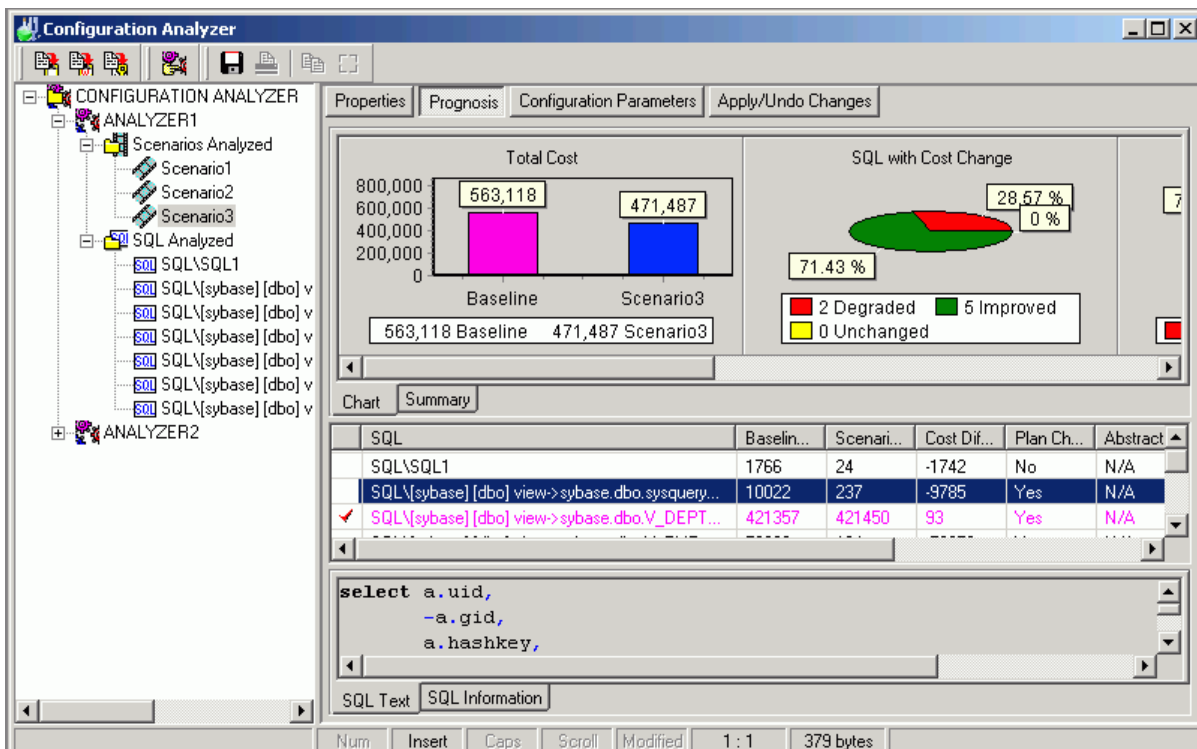 Configuration Analyzer
CONFIGURATION ANALYZER
ANALYZER1
Scenarios Analyzed
Scenario1
Scenario2
Scenario3
SQL Analyzed
SQL\SQL1
SQL\[sybase] [dbo] v
SQL\[sybase] [dbo] v
SQL\[sybase] [dbo] v
SQL\[sybase] [dbo] v
SQL\[sybase] [dbo] v
SQL\[sybase] [dbo] v
ANALYZER2
Properties Prognosis Configuration Parameters Apply/Undo Changes
Total Cost
800,000
600,000
400,000
200,000
0
563,118
471,487
Baseline Scenario3
563,118 Baseline 471,487 Scenario3
SQL with Cost Change
28.57 %
0 %
71.43 %
2 Degraded 5 Improved
0 Unchanged
7
Chart Summary
SQL Baselin... Scenari... Cost Dif... Plan Ch... Abstract
SQL\SQL1 1766 24 -1742 No N/A
SQL\[sybase] [dbo] view->sybase.dbo.sysquery... 10022 237 -9785 Yes N/A
SQL\[sybase] [dbo] view->sybase.dbo.V_DEPT... 421357 421450 93 Yes N/A
select a.uid,
-a.gid,
a.hashkey,
SQL Text SQL Information
Num Insert Caps Scroll Modified 1 : 1 379 bytes